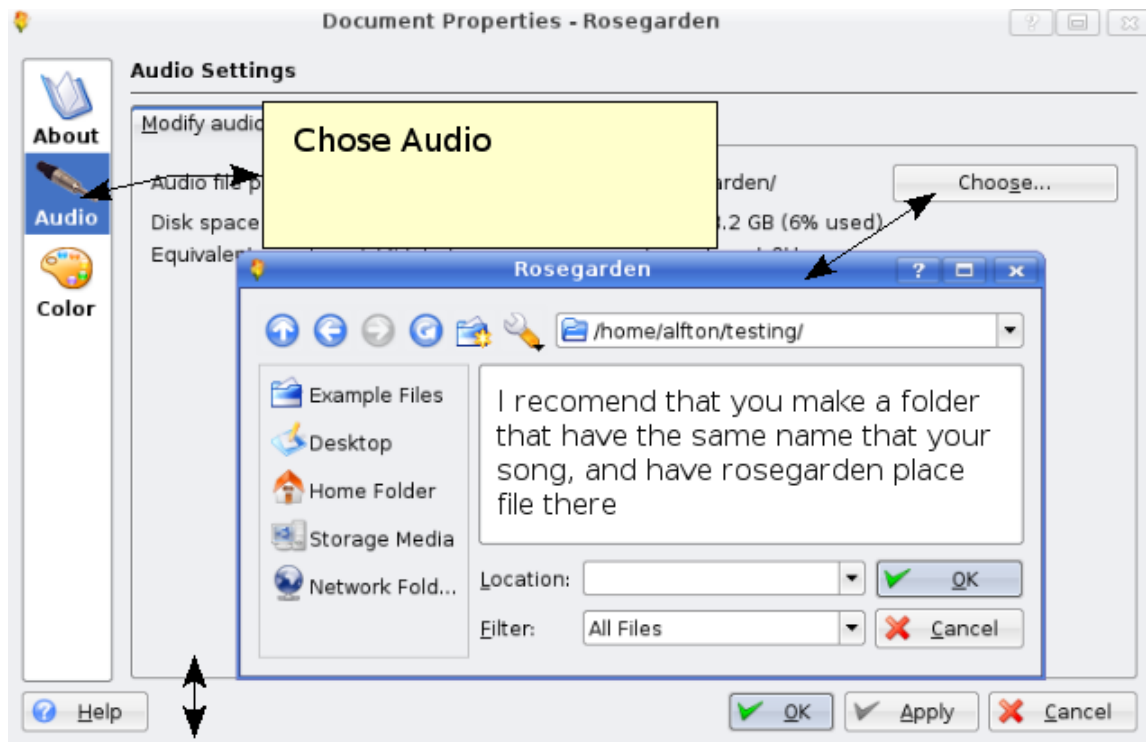 Document Properties - Rosegarden
Audio Settings
About
Audio
Color
Modify audio
Chose Audio
Audio file p
arden/
Choose...
Disk space
.2 GB (6% used)
Rosegarden
/home/alfton/testing/
Example Files
Desktop
Home Folder
Storage Media
Network Fold...
I recomend that you make a folder
that have the same name that your
song, and have rosegarden place
file there
Location:
OK
Filter:
All Files
Cancel
Help
OK
Apply
Cancel